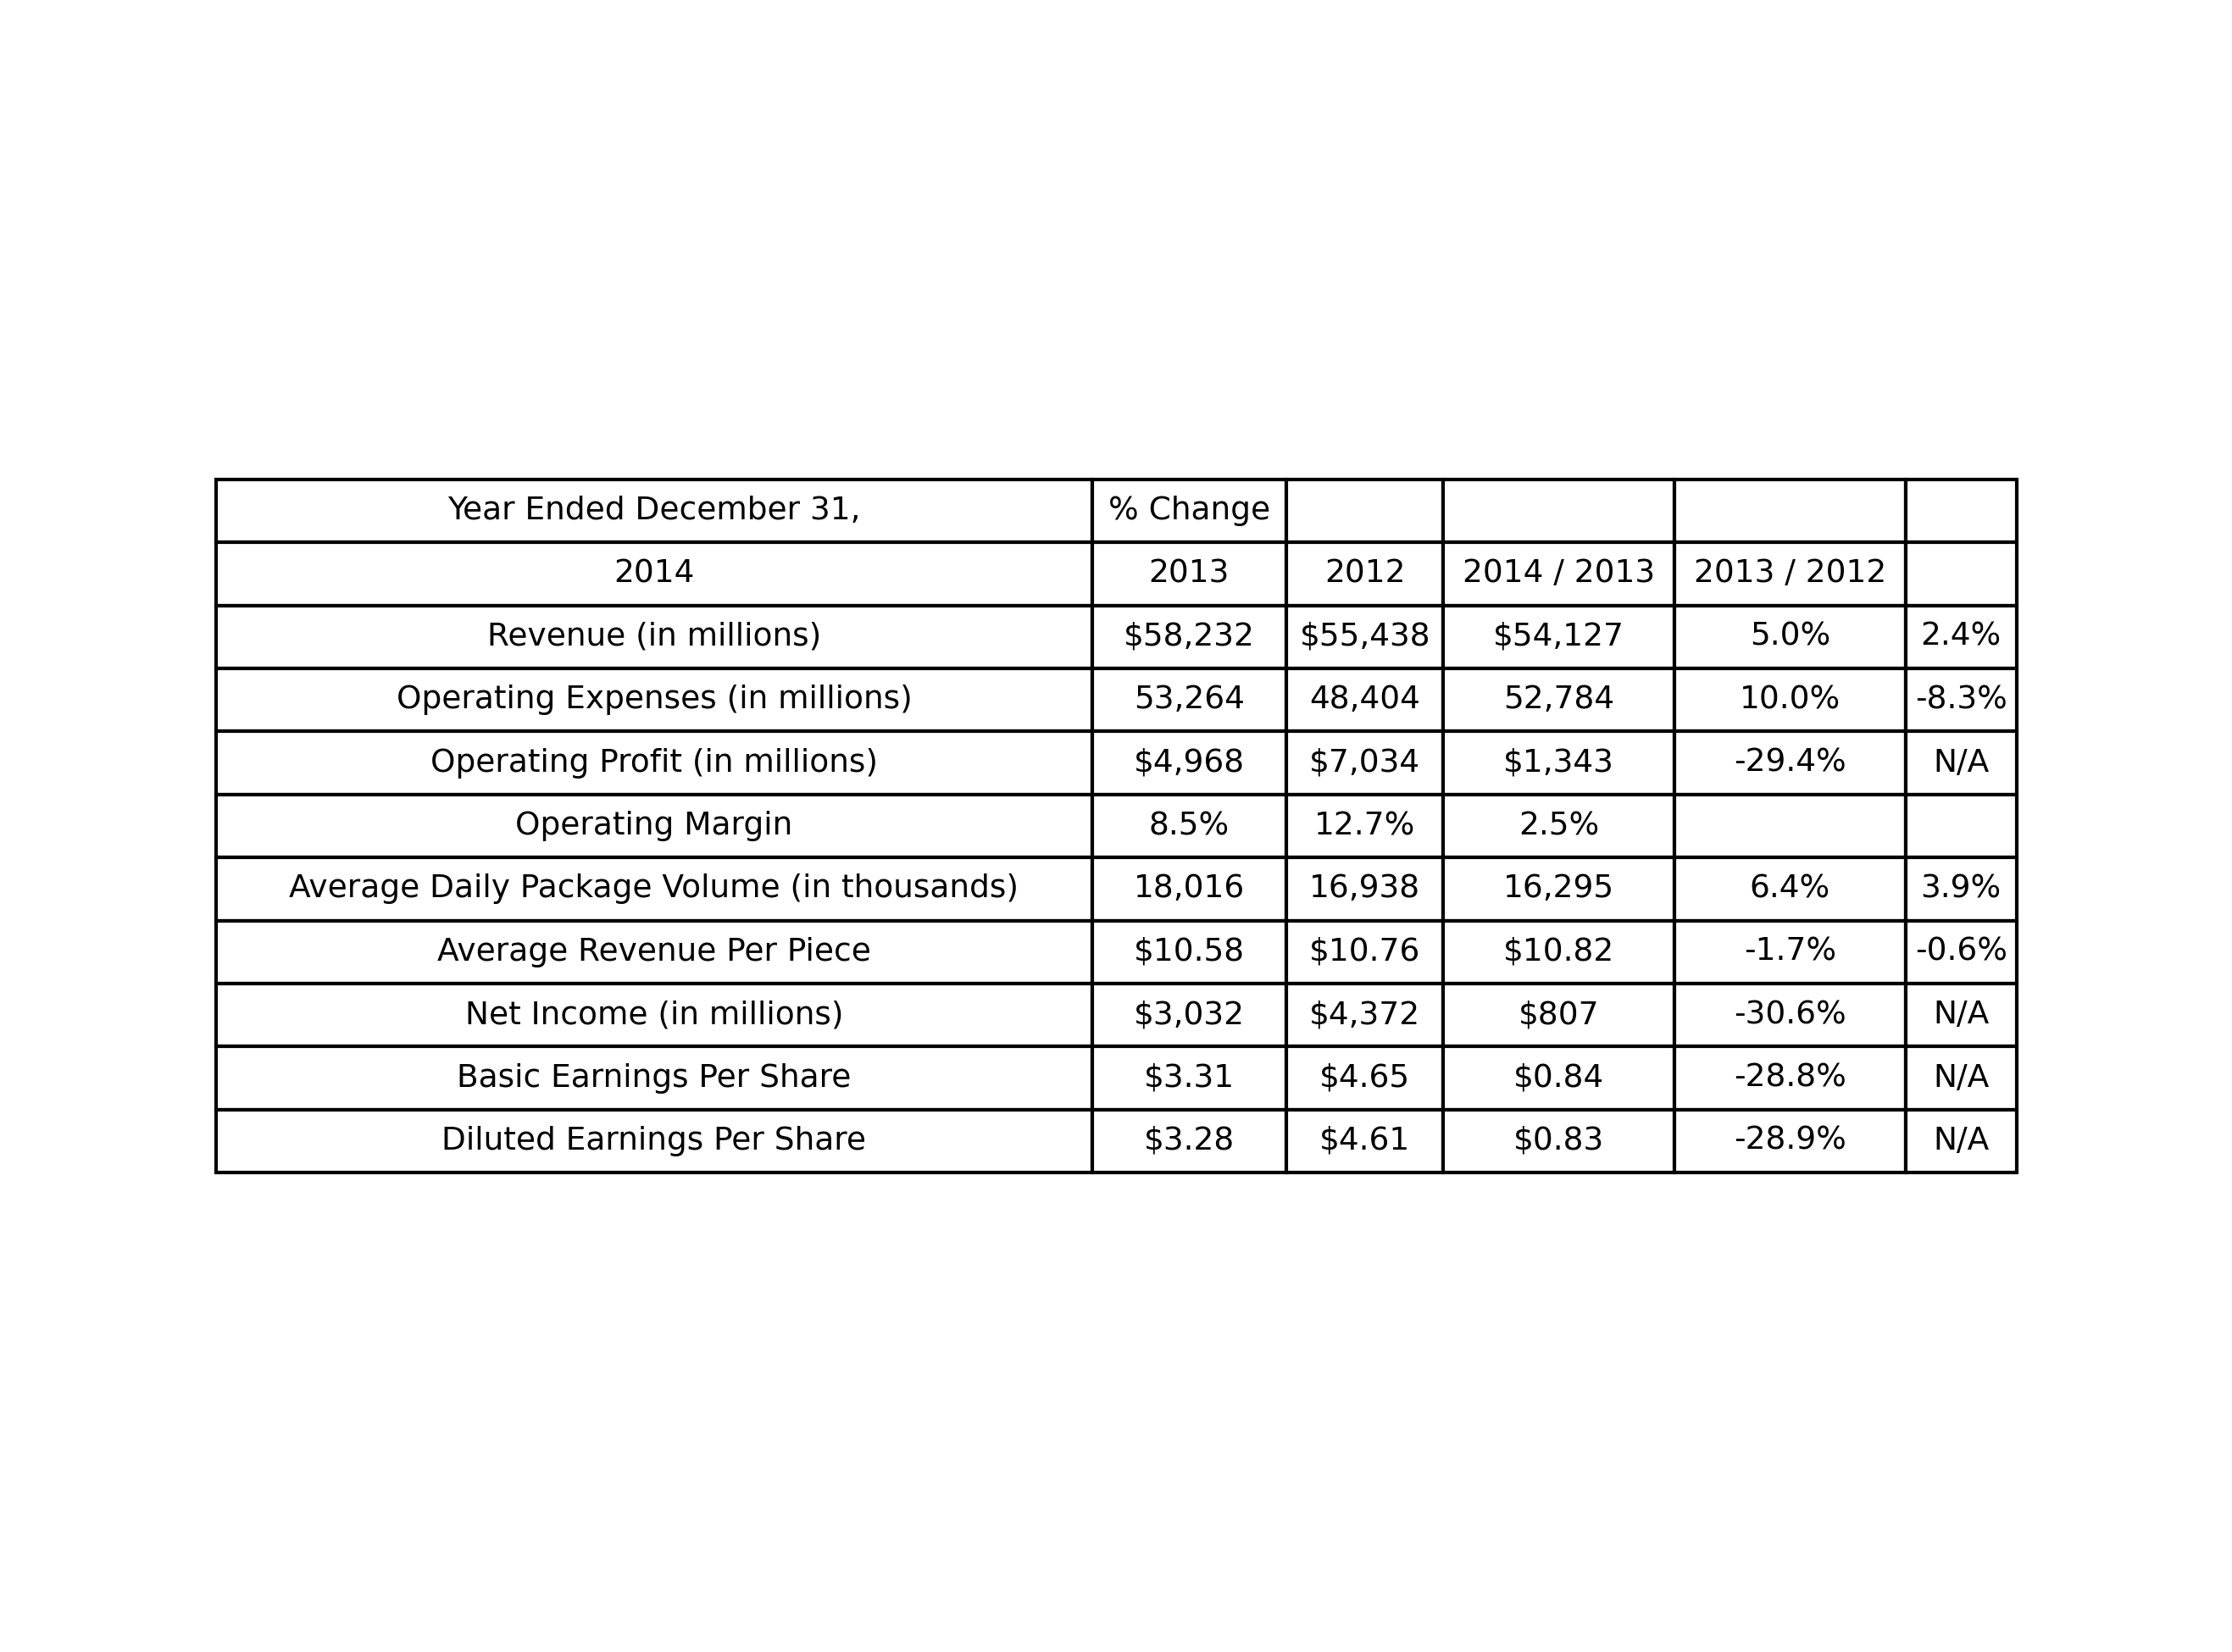 Year Ended December 31, % Change
2014 2013 2012 2014 / 2013 2013 / 2012
Revenue (in millions) $58,232 $55,438 $54,127 5.0% 2.4%
Operating Expenses (in millions) 53,264 48,404 52,784 10.0% -8.3%
Operating Profit (in millions) $4,968 $7,034 $1,343 -29.4% N/A
Operating Margin 8.5% 12.7% 2.5%
Average Daily Package Volume (in thousands) 18,016 16,938 16,295 6.4% 3.9%
Average Revenue Per Piece $10.58 $10.76 $10.82 -1.7% -0.6%
Net Income (in millions) $3,032 $4,372 $807 -30.6% N/A
Basic Earnings Per Share $3.31 $4.65 $0.84 -28.8% N/A
Diluted Earnings Per Share $3.28 $4.61 $0.83 -28.9% N/A